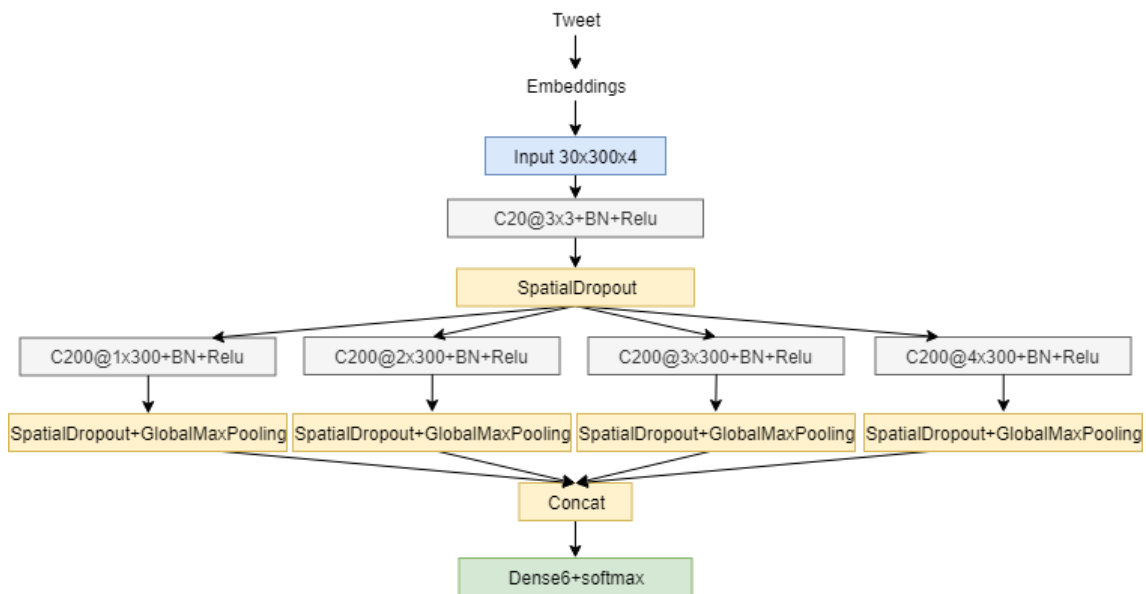 Tweet
Embeddings
Input 30x300x4
C20@3x3+BN+Relu
SpatialDropout
C200@1x300+BN+Relu
C200@2x300+BN+Relu
C200@3x300+BN+Relu
C200@4x300+BN+Relu
SpatialDropout+GlobalMaxPooling
SpatialDropout+GlobalMaxPooling
SpatialDropout+GlobalMaxPooling
SpatialDropout+GlobalMaxPooling
Concat
Dense6+softmax